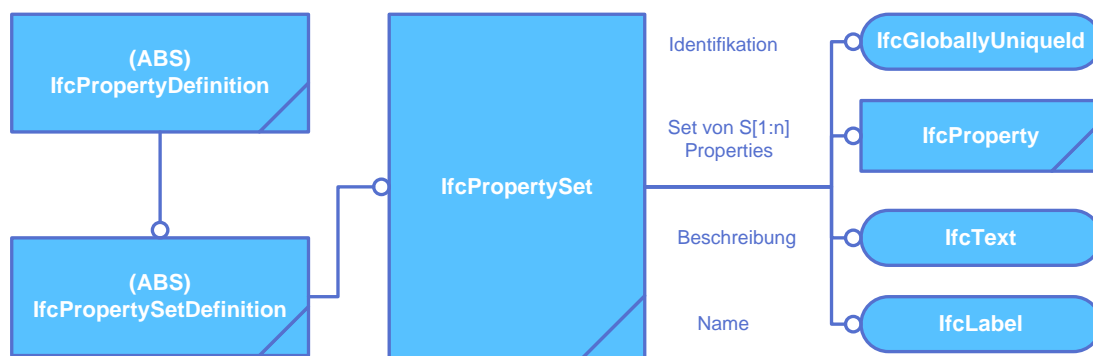 (ABS)
IfcPropertyDefinition
(ABS)
IfcPropertySetDefinition
IfcPropertySet
Identifikation
IfcGloballyUniqueId
Set von S[1:n]
Properties
IfcProperty
Beschreibung
IfcText
Name
IfcLabel